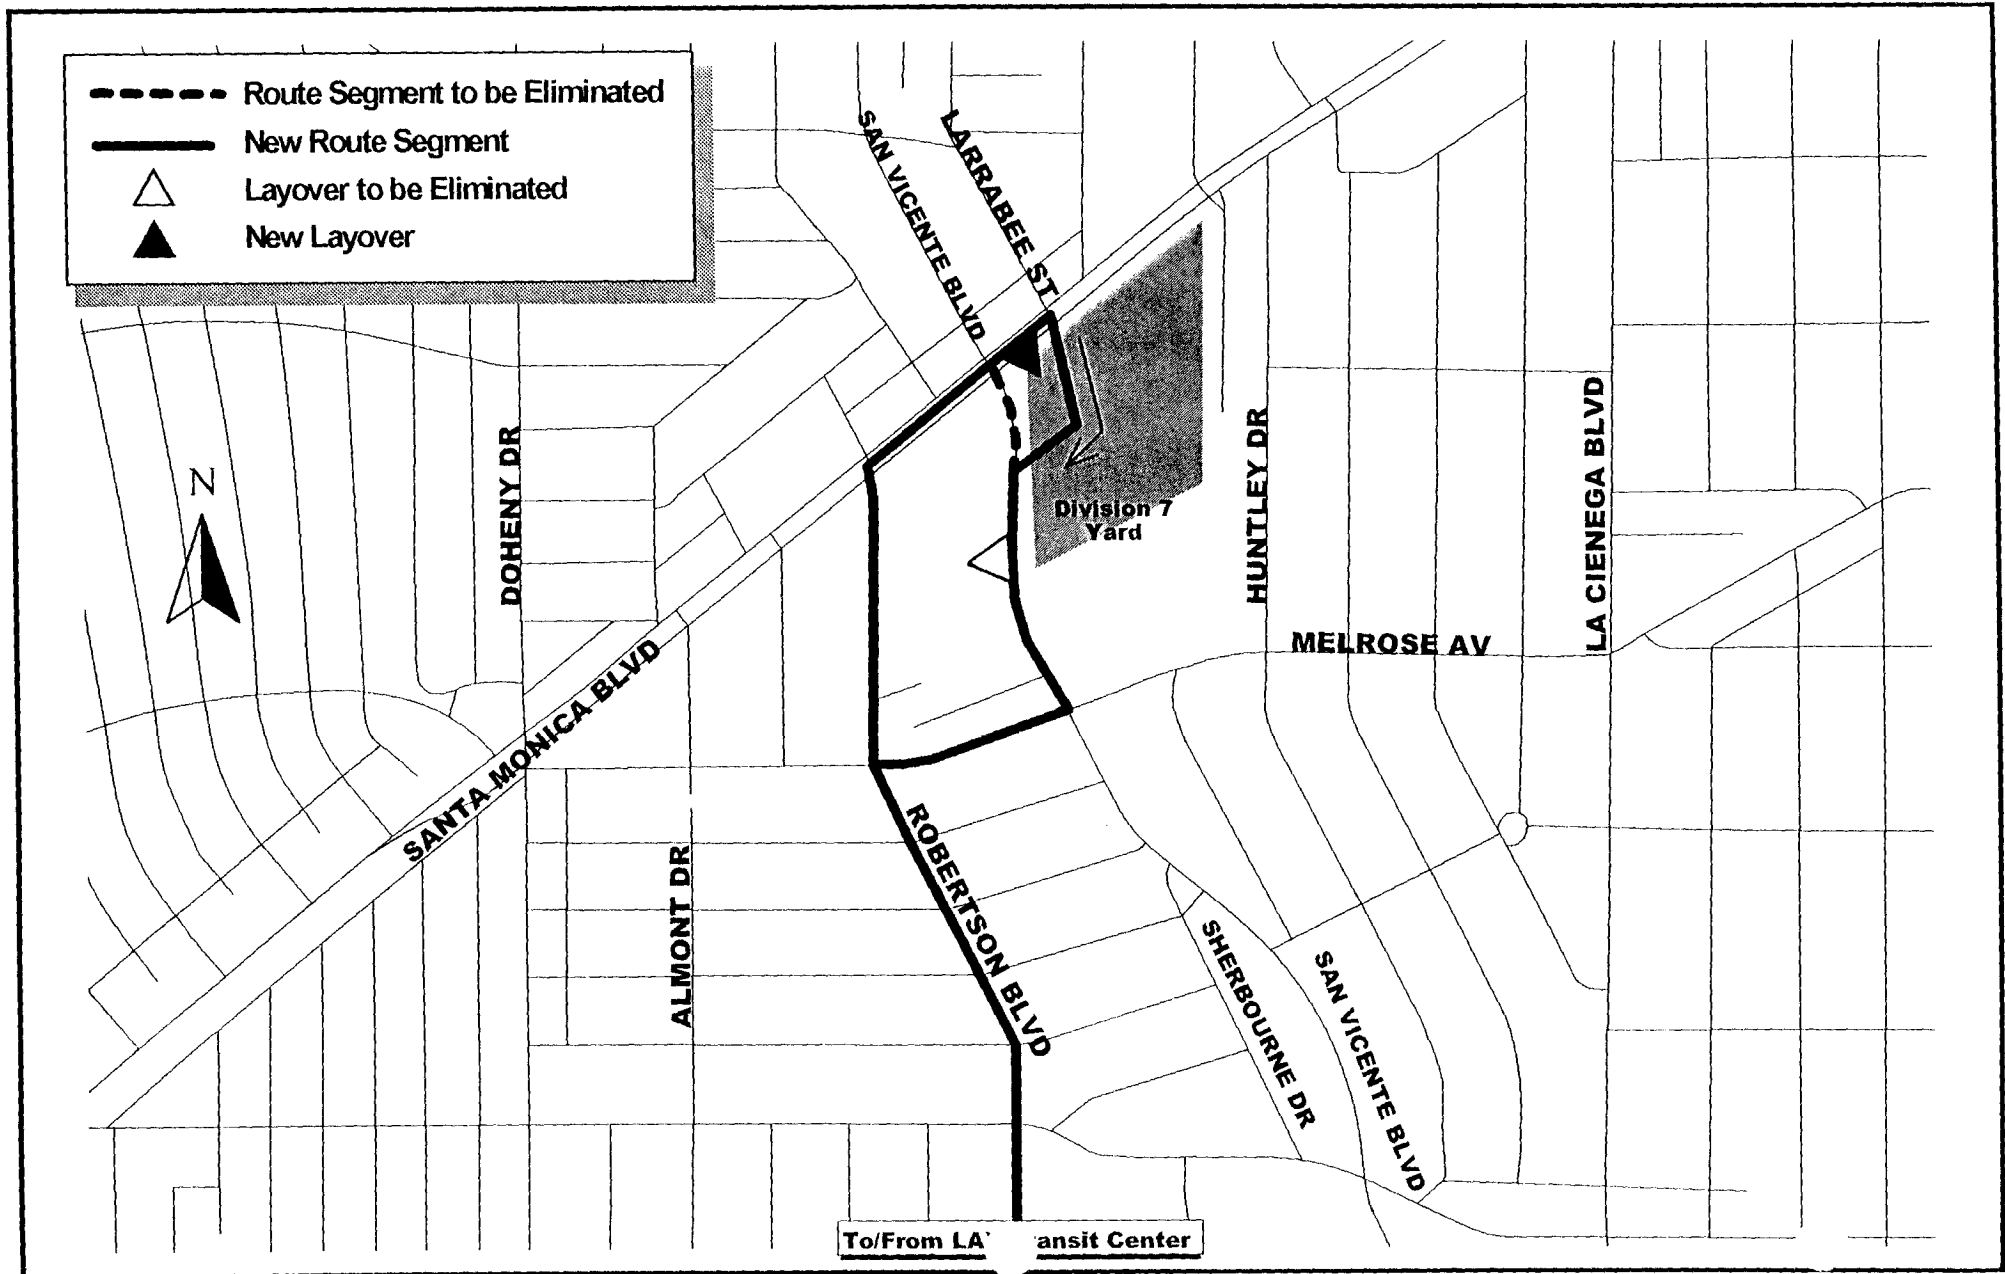 Route Segment to be Eliminated
New Route Segment
Layover to be Eliminated
New Layover
SAN VICENTE BLVD
LARRABEE ST
N
DOHENY DR
Division 7
Yard
HUNTLEY DR
LA CIENEGA BLVD
MELROSE AV
SANTA MONICA BLVD
ALMONT DR
ROBERTSON BLVD
SHERBOURNE DR
SAN VICENTE BLVD
To/From LA ansit Center